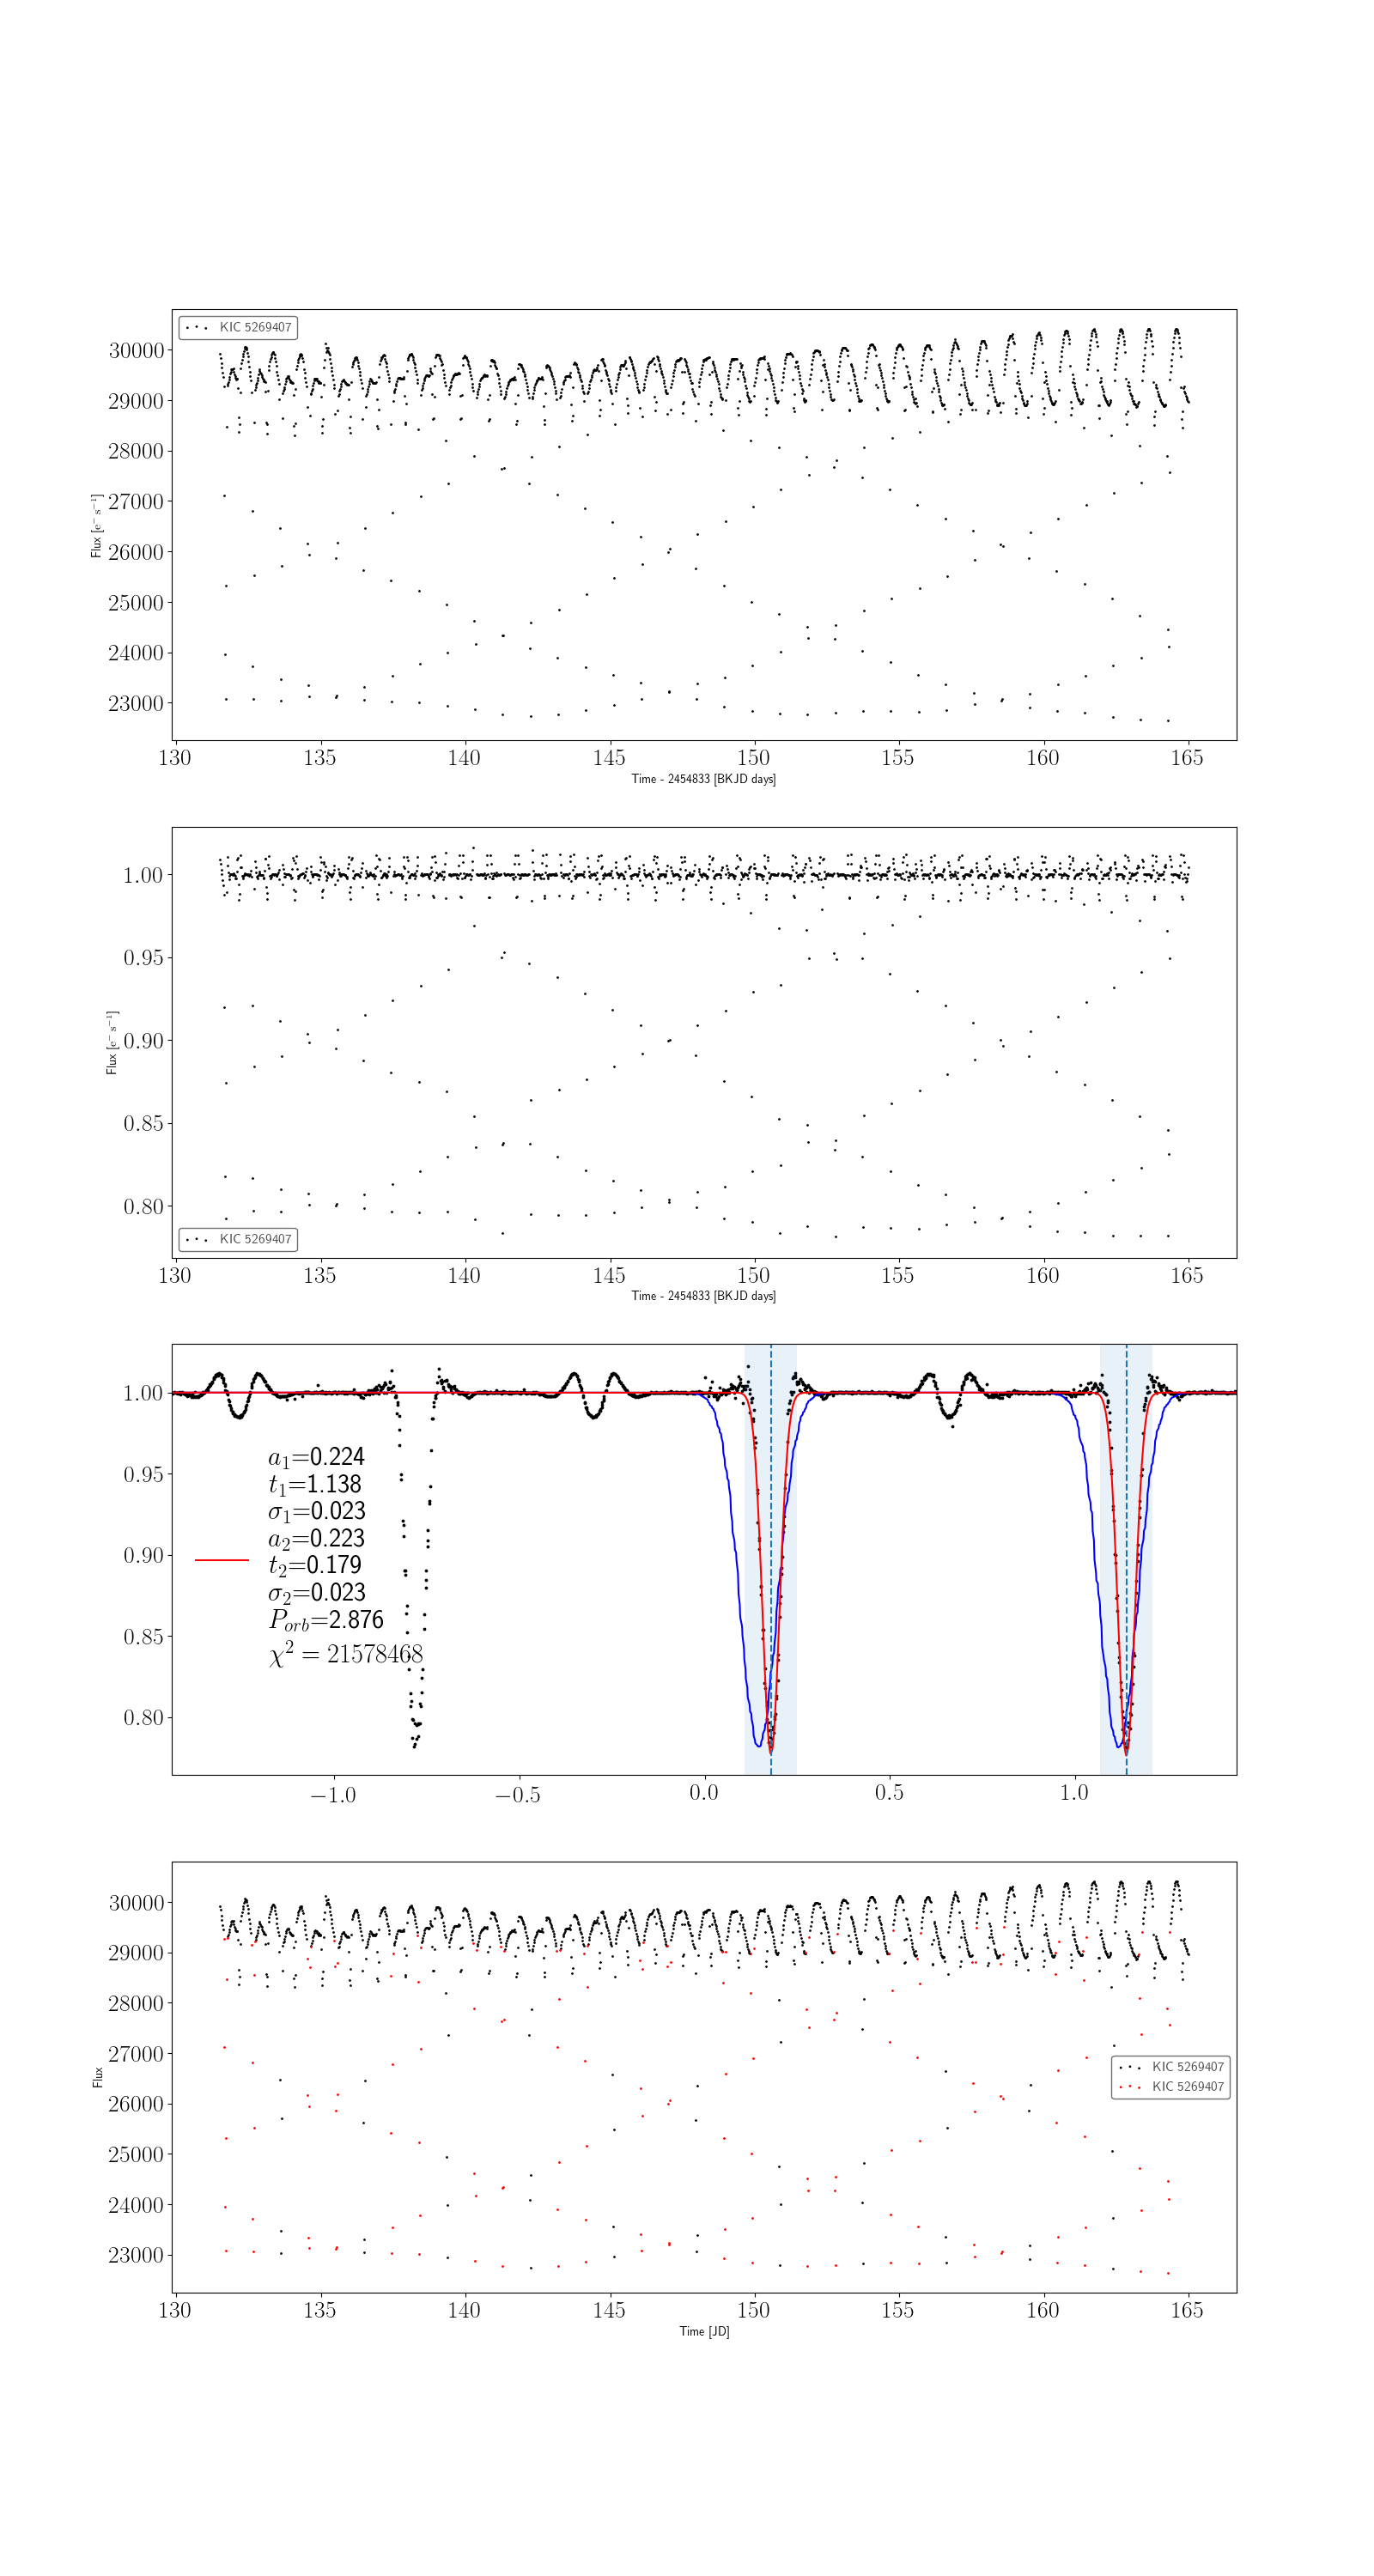 KIC 5269407
30000
29000
28000
27000
26000
25000
24000
23000
Flux [e⁻ s⁻¹]
130 135 140 145 150 155 160 165
Time - 2454833 [BKJD days]
1.00
0.95
0.90
0.85
0.80
Flux [e⁻ s⁻¹]
KIC 5269407
130 135 140 145 150 155 160 165
Time - 2454833 [BKJD days]
1.00
0.95
0.90
0.85
0.80
a₁=0.224
t₁=1.138
σ₁=0.023
a₂=0.223
t₂=0.179
σ₂=0.023
P_orb=2.876
χ² = 21578468
−1.0 −0.5 0.0 0.5 1.0
30000
29000
28000
27000
26000
25000
24000
23000
Flux
KIC 5269407
KIC 5269407
130 135 140 145 150 155 160 165
Time [JD]